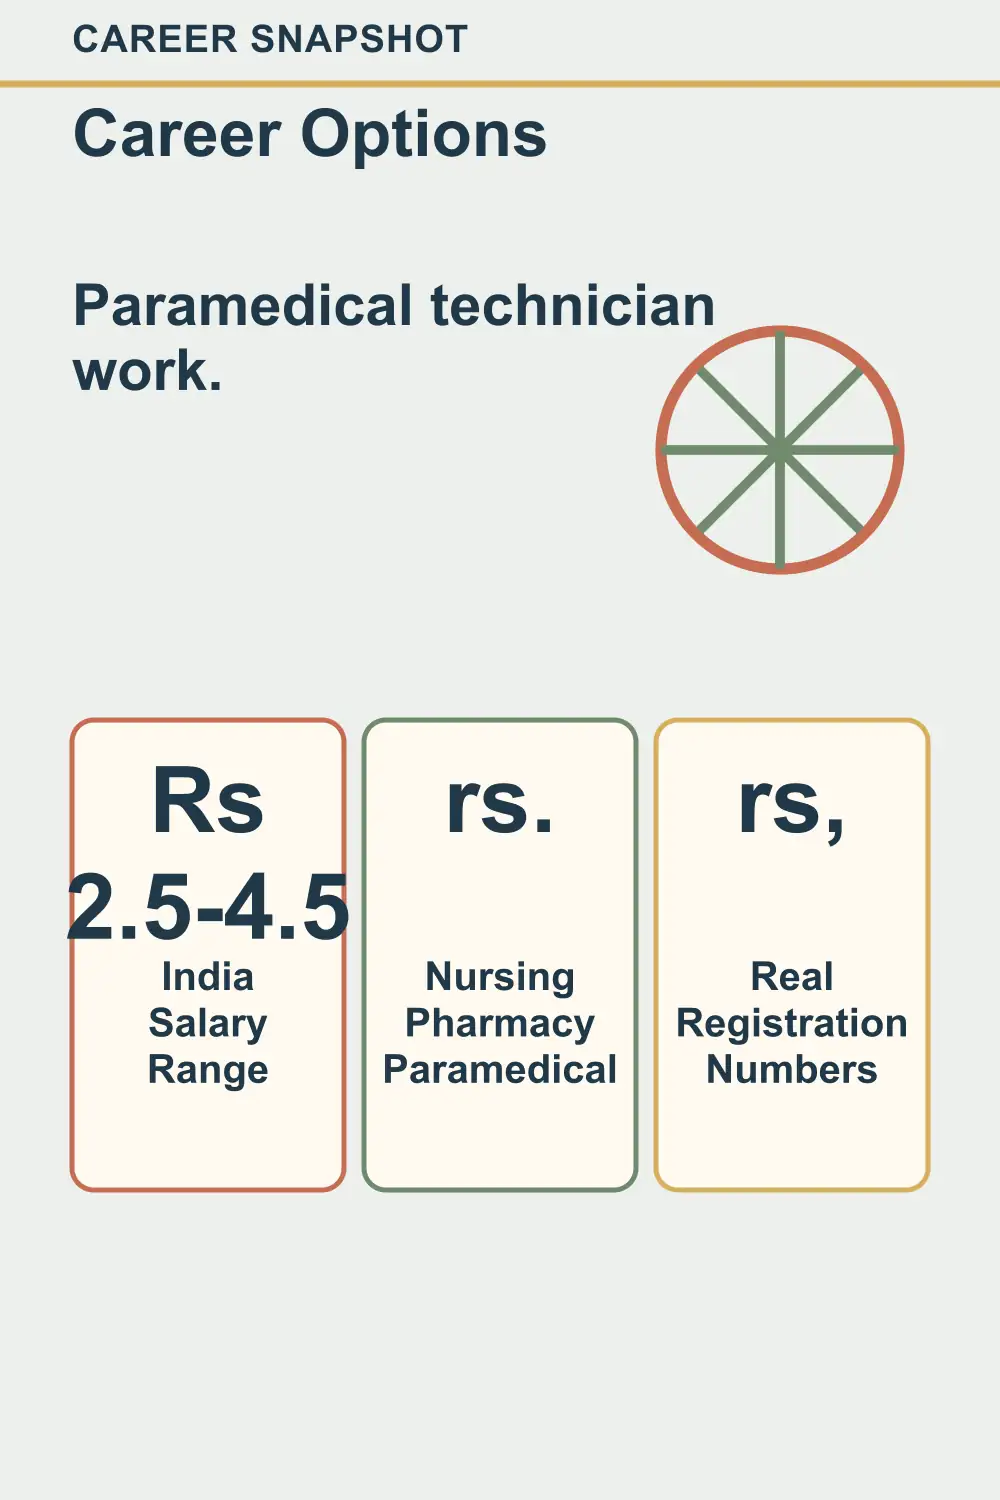 CAREER SNAPSHOT
Career Options
Paramedical technician
work.
Rs
2.5-4.5
India
Salary
Range
rs.
Nursing
Pharmacy
Paramedical
rs,
Real
Registration
Numbers